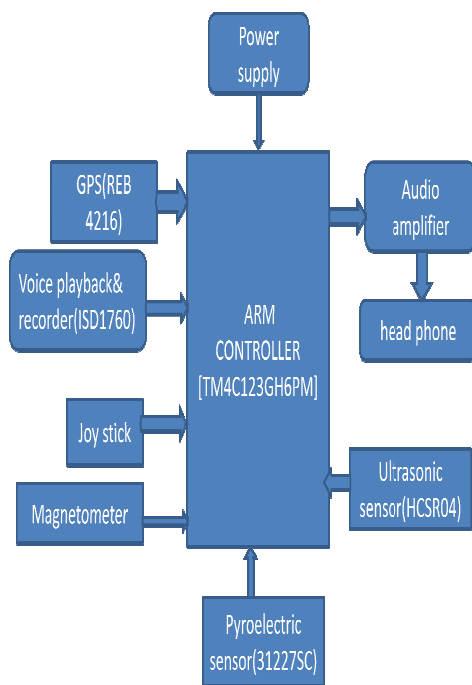 Power
supply
GPS(REB
4216)
Audio
amplifier
Voice playback&
recorder(ISD1760)
head phone
ARM
CONTROLLER
[TM4C123GH6PM]
Joy stick
Ultrasonic
sensor(HCSR04)
Magnetometer
Pyroelectric
sensor(31227SC)